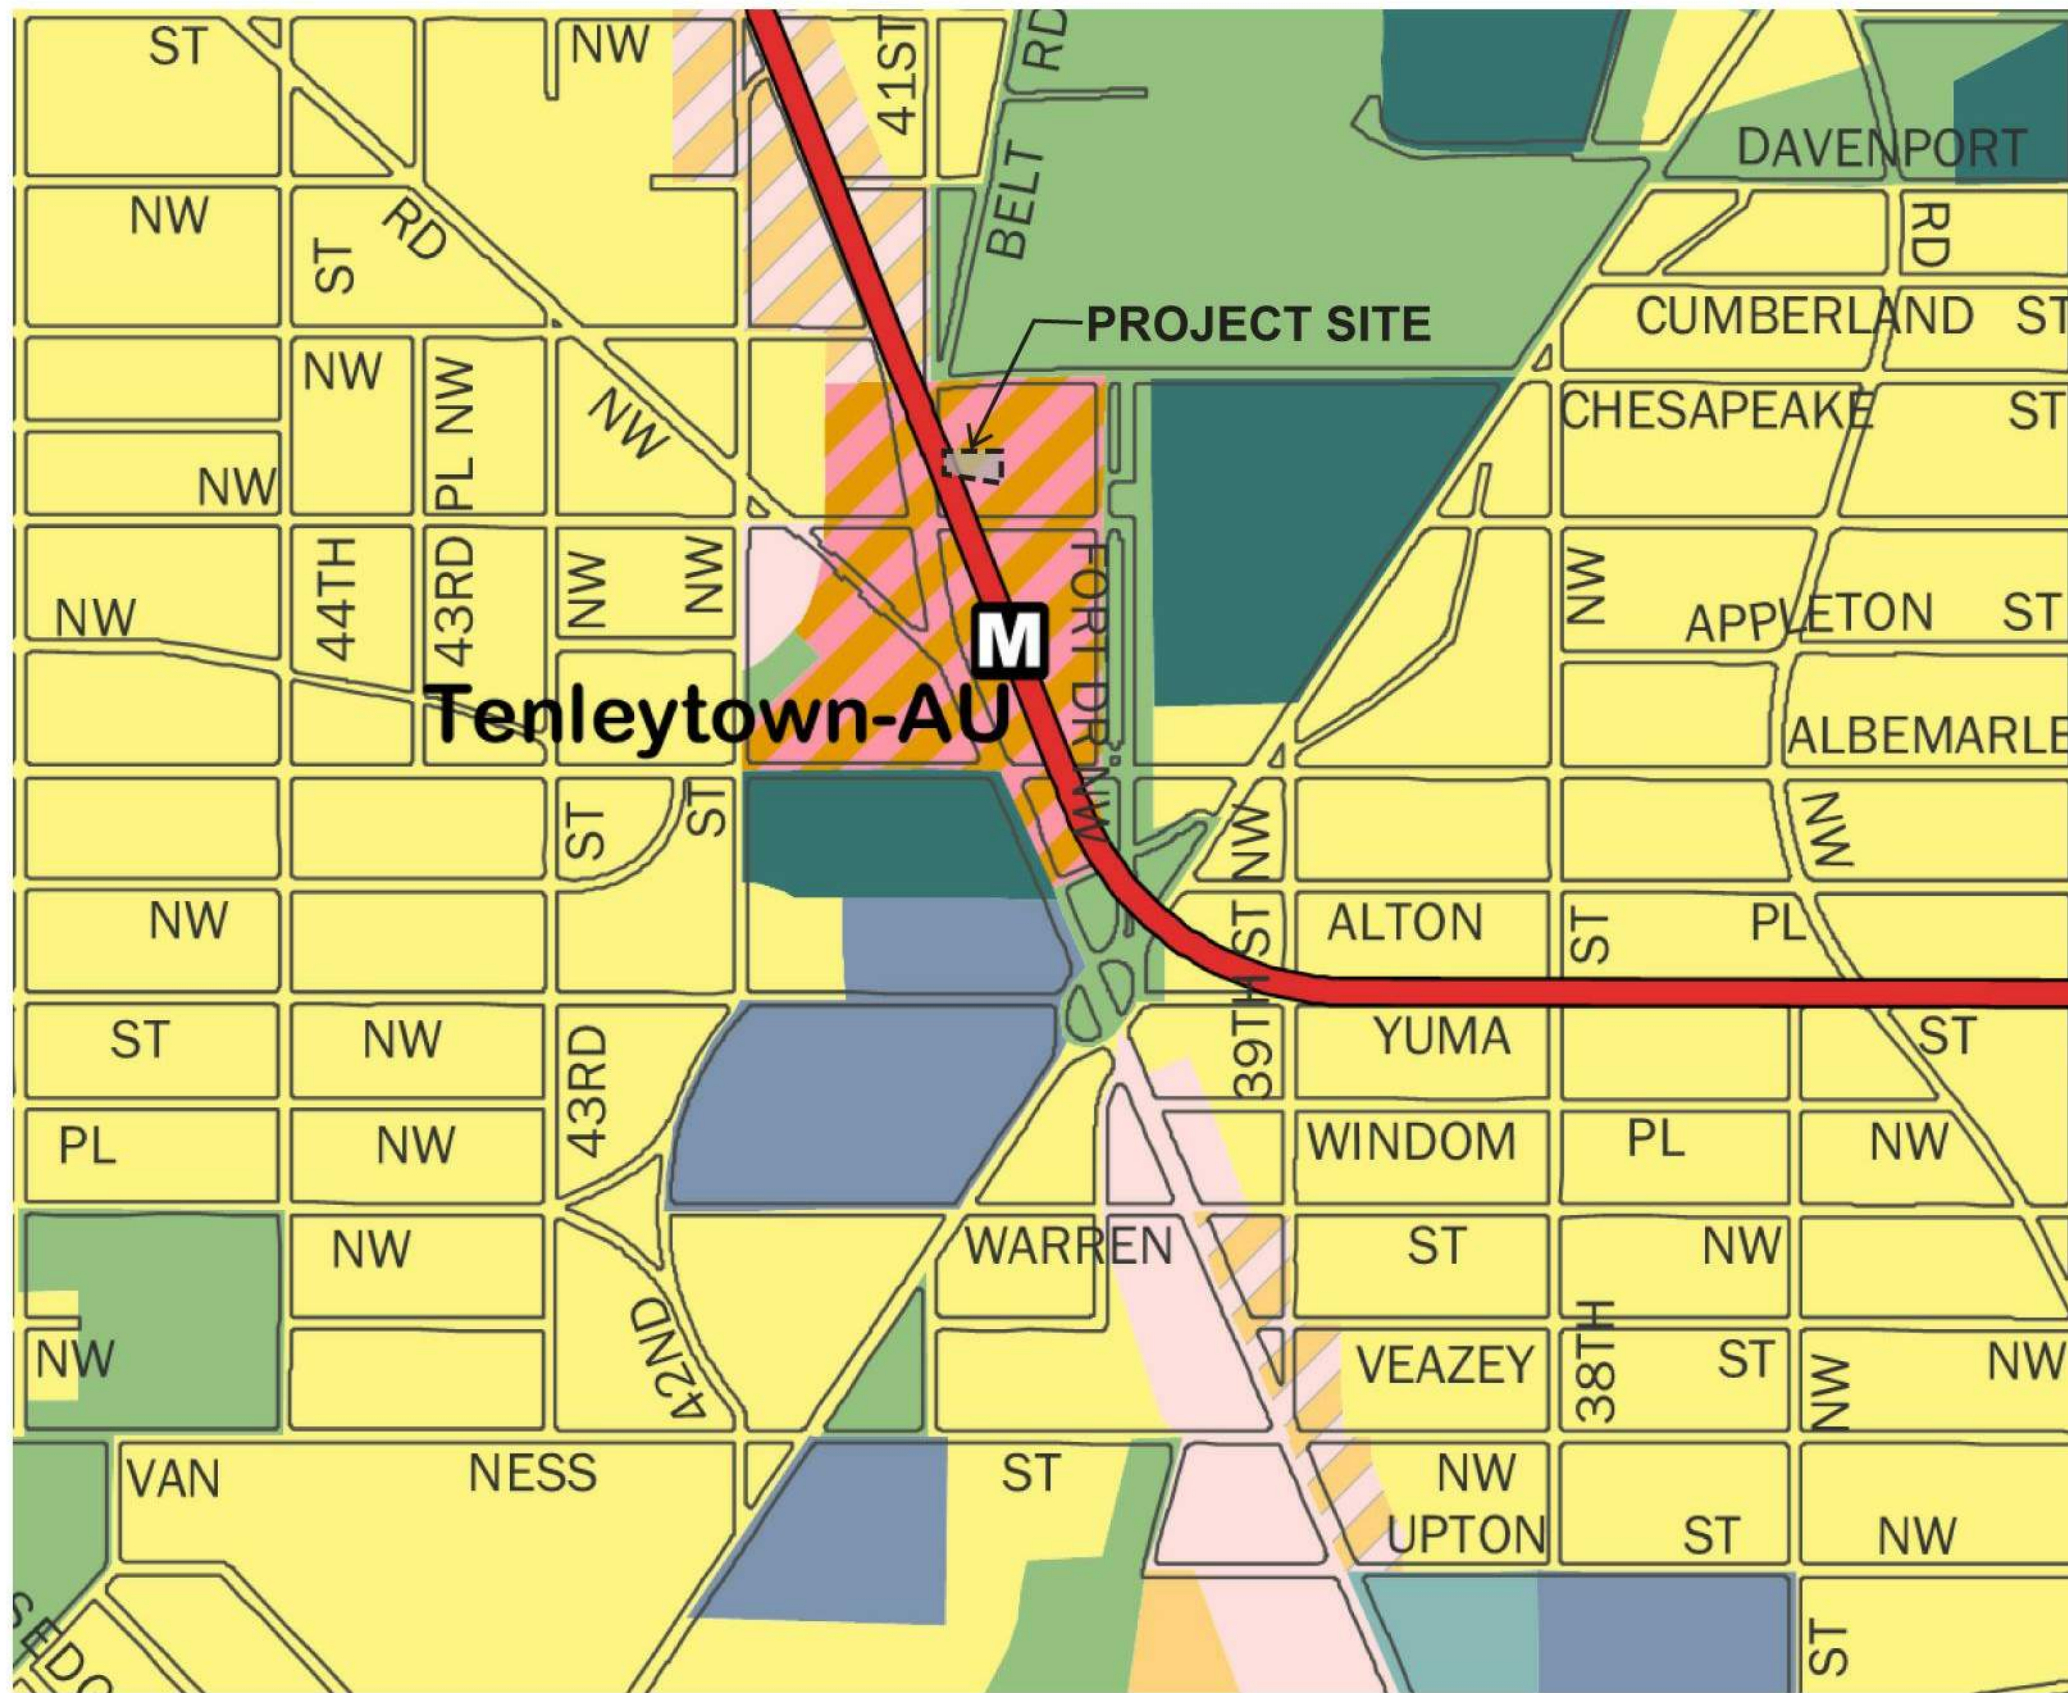 ST
NW
41ST
RD
DAVENPORT
NW
RD
ST
BELT
RD
PROJECT SITE
CUMBERLAND ST
NW
PL NW
NW
CHESAPEAKE ST
NW
44TH
43RD
NW
NW
NW
FORT DR. NW
NW
APPLETON ST
M
Tenleytown-AU
ALBEMARLE
ST
ST
39TH ST NW
NW
NW
ALTON
ST
PL
ST
NW
43RD
YUMA
ST
PL
NW
WINDOM
PL
NW
NW
WARREN
ST
NW
42ND
NW
VEAZEY
38TH
ST
NW
NW
VAN NESS ST
NW
UPTON
ST
NW
ST